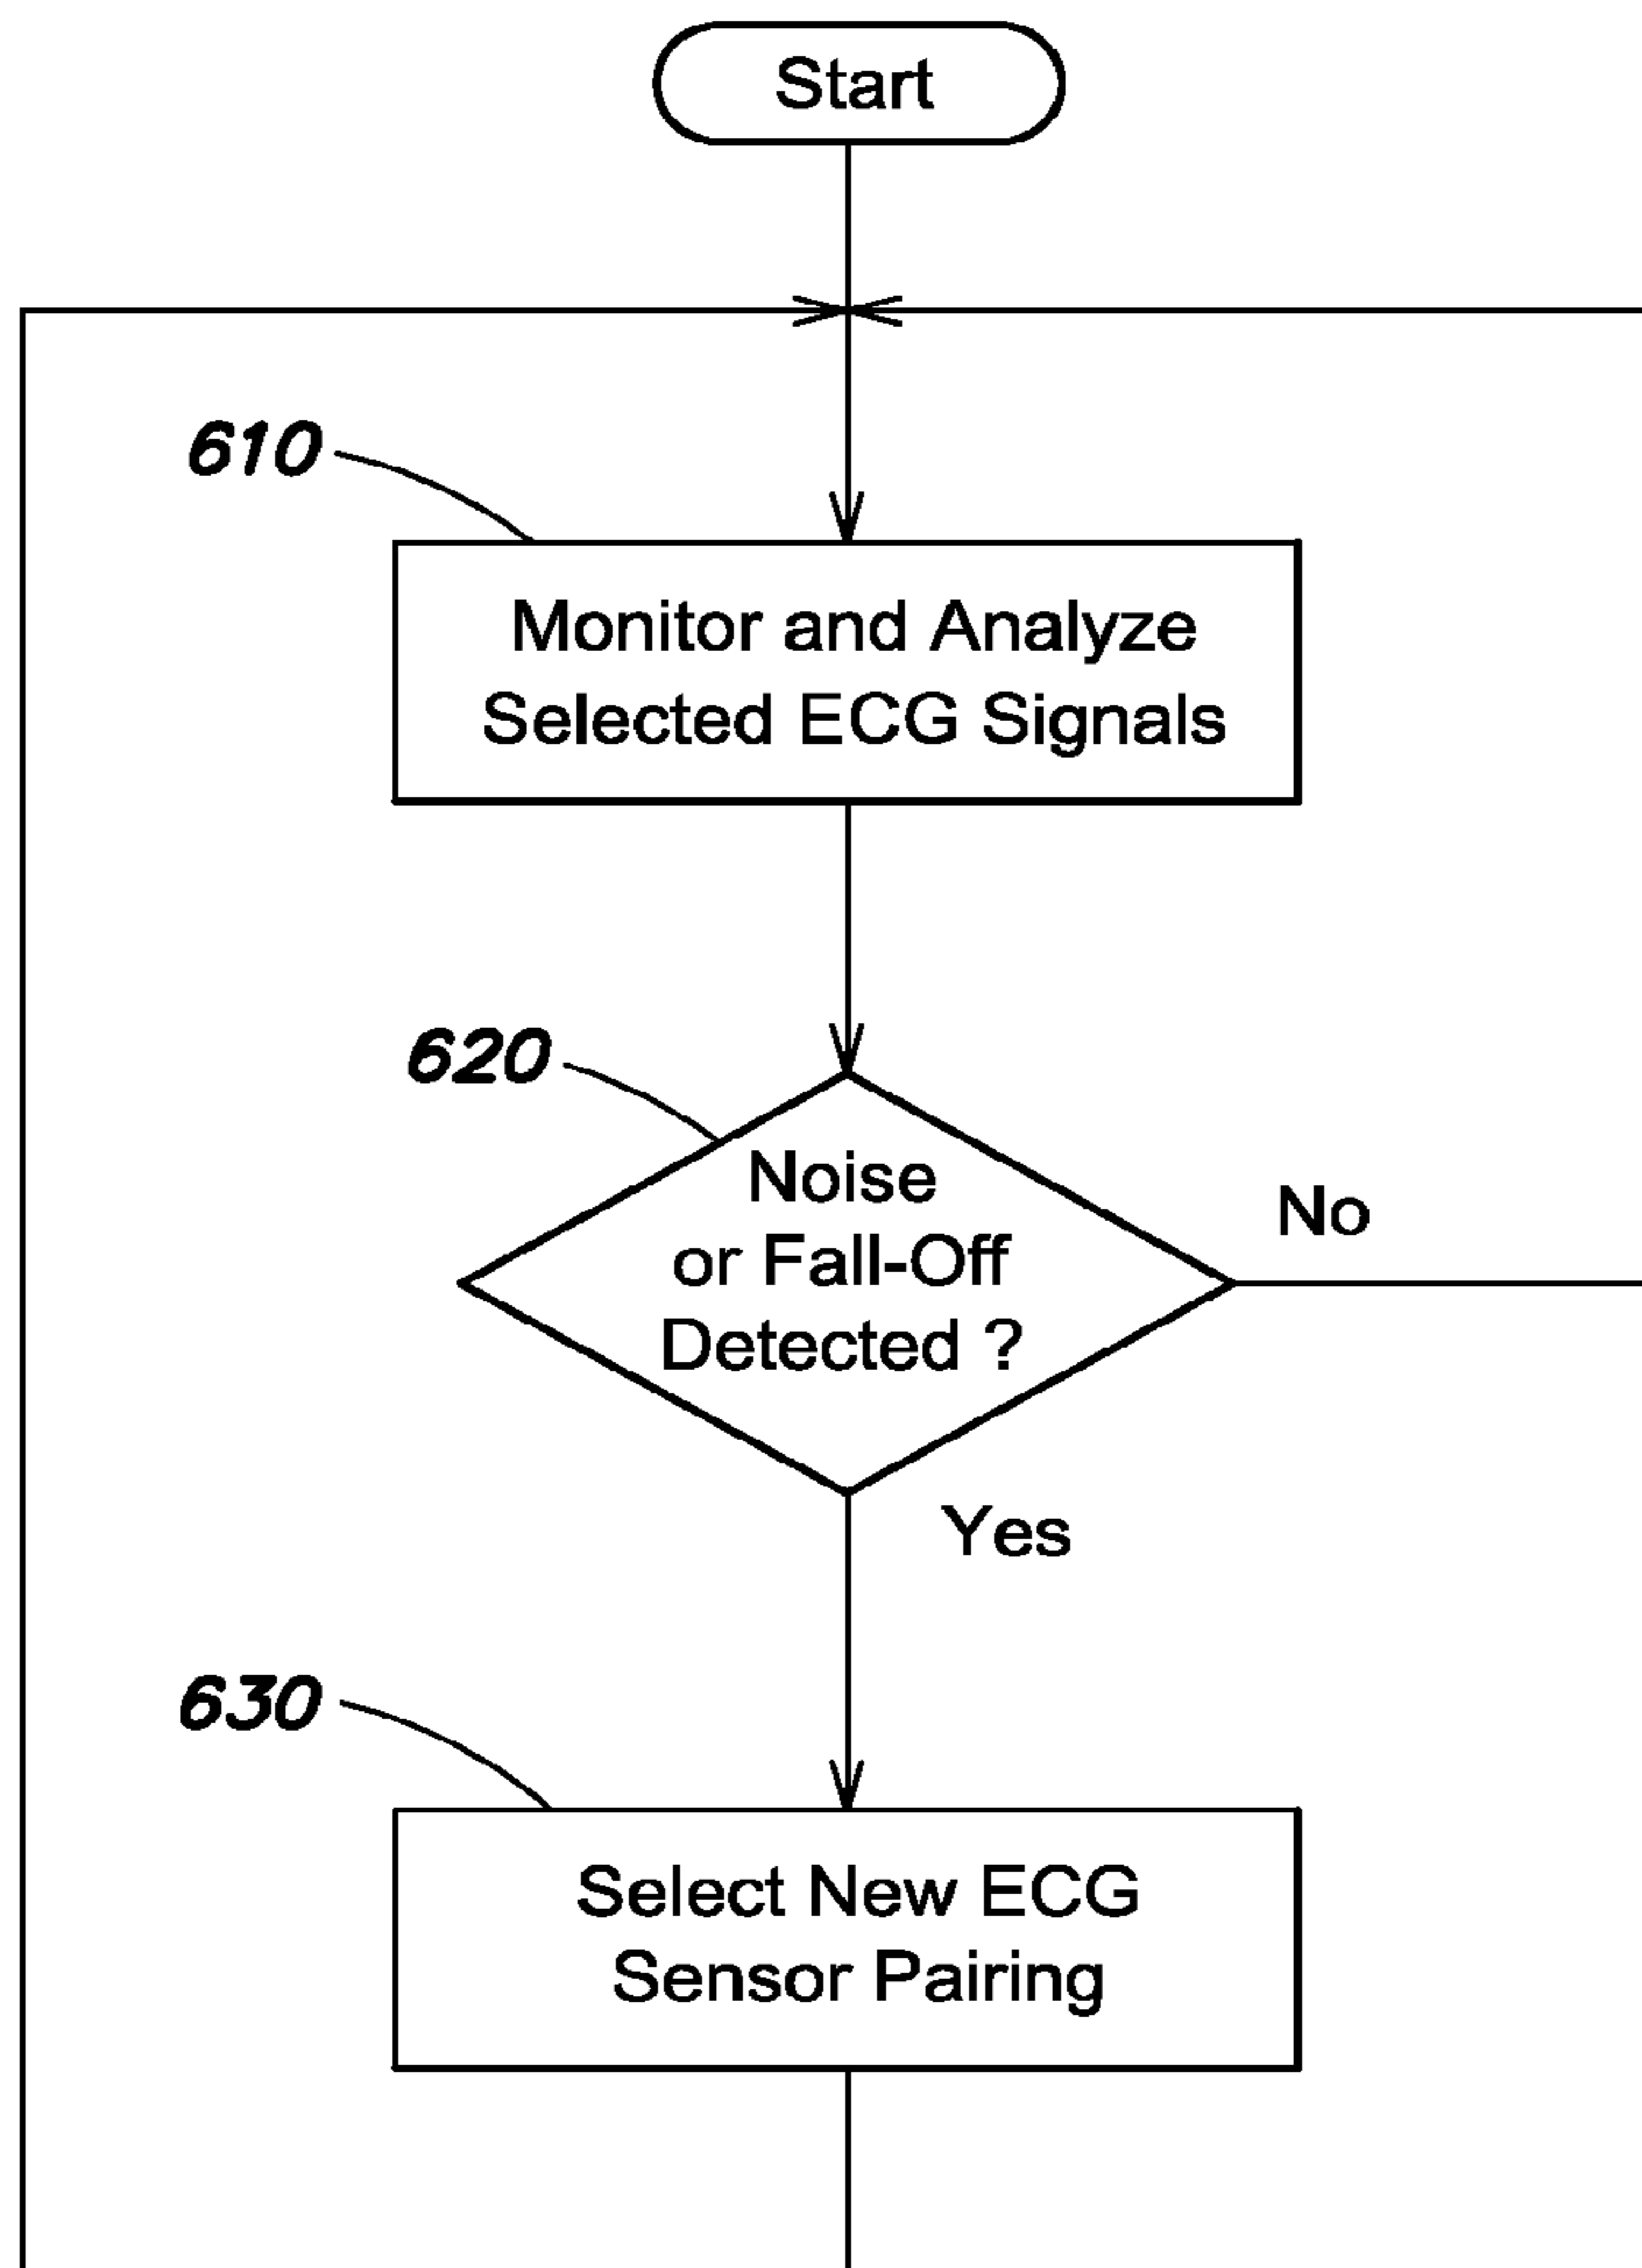 Start
610
Monitor and Analyze
Selected ECG Signals
620
Noise
or Fall-Off
Detected ?
No
Yes
630
Select New ECG
Sensor Pairing